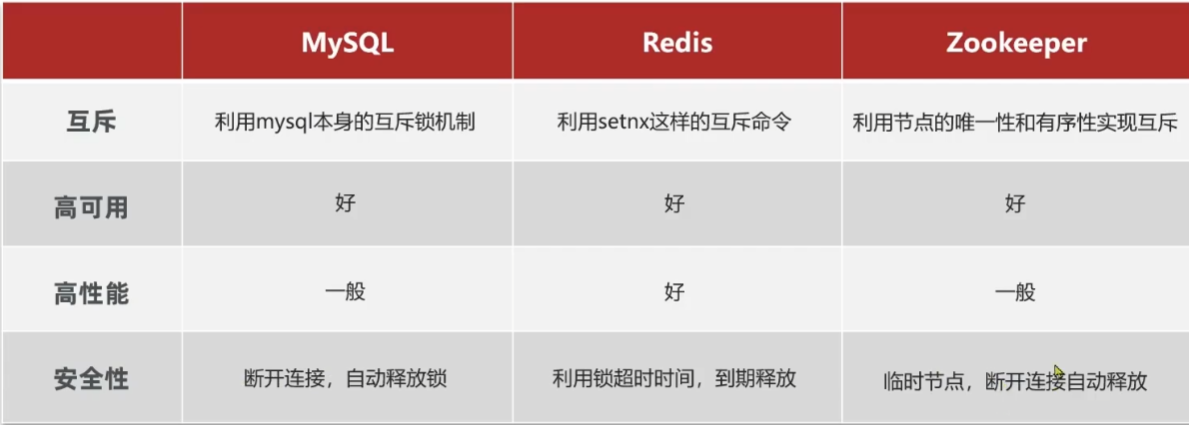 MySQL Redis Zookeeper
互斥 利用mysql本身的互斥锁机制 利用setnx这样的互斥命令 利用节点的唯一性和有序性实现互斥
高可用 好 好 好
高性能 一般 好 一般
安全性 断开连接，自动释放锁 利用锁超时时间，到期释放 临时节点，断开连接自动释放